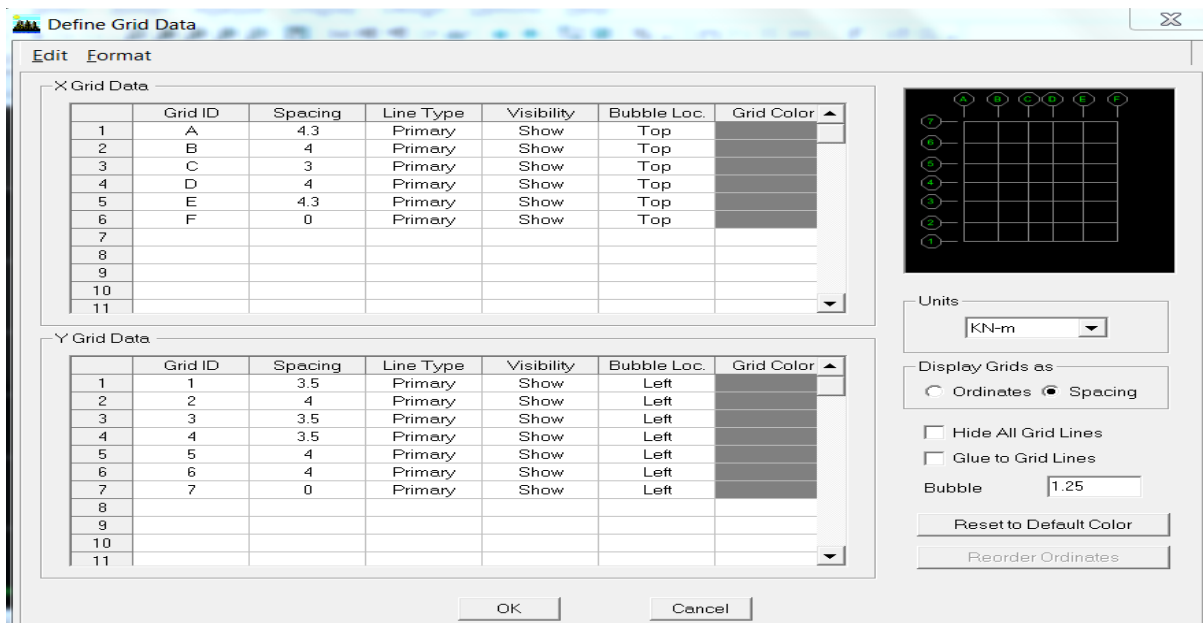 Define Grid Data
Edit Format
X Grid Data
Grid ID Spacing Line Type Visibility Bubble Loc. Grid Color
1 A 4.3 Primary Show Top
2 B 4 Primary Show Top
3 C 3 Primary Show Top
4 D 4 Primary Show Top
5 E 4.3 Primary Show Top
6 F 0 Primary Show Top
7
8
9
10
11
Y Grid Data
Grid ID Spacing Line Type Visibility Bubble Loc. Grid Color
1 1 3.5 Primary Show Left
2 2 4 Primary Show Left
3 3 3.5 Primary Show Left
4 4 3.5 Primary Show Left
5 5 4 Primary Show Left
6 6 4 Primary Show Left
7 7 0 Primary Show Left
8
9
10
11
A B C D E F
7
6
5
4
3
2
1
Units
KN-m
Display Grids as
Ordinates Spacing
Hide All Grid Lines
Glue to Grid Lines
Bubble 1.25
Reset to Default Color
Reorder Ordinates
OK Cancel